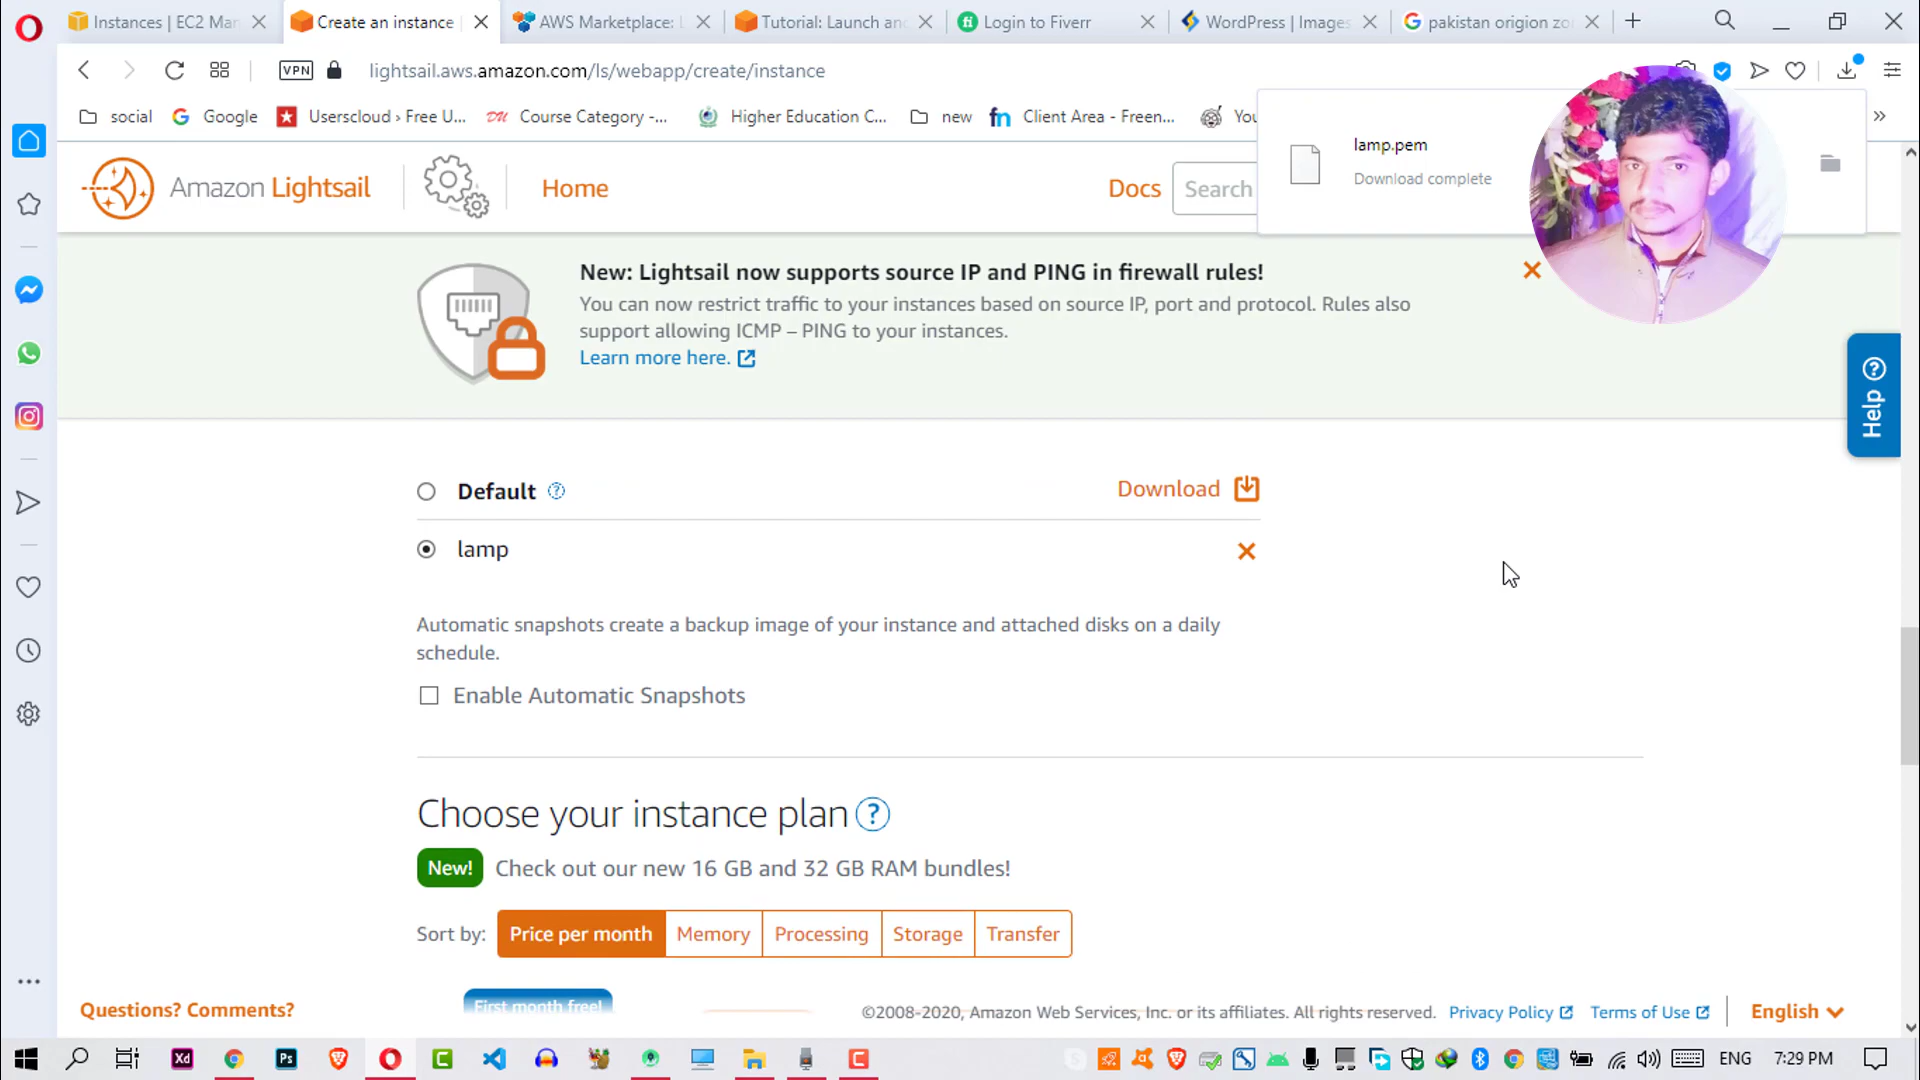 Instances | EC2 Man
Create an instance
AWS Marketplace:
Tutorial: Launch an
Login to Fiverr
WordPress | Images
pakistan origion zo
VPN
lightsail.aws.amazon.com/ls/webapp/create/instance
social
Google
Userscloud › Free U...
DU
Course Category -...
Higher Education C...
new
fn
Client Area - Freen...
You
»
lamp.pem
Download complete
Amazon Lightsail
Home
Docs
Search
New: Lightsail now supports source IP and PING in firewall rules!
You can now restrict traffic to your instances based on source IP, port and protocol. Rules also
support allowing ICMP – PING to your instances.
Learn more here.
Help
Default
Download
lamp
Automatic snapshots create a backup image of your instance and attached disks on a daily
schedule.
Enable Automatic Snapshots
Choose your instance plan
New! Check out our new 16 GB and 32 GB RAM bundles!
Sort by: Price per month Memory Processing Storage Transfer
First month free!
Questions? Comments?
©2008-2020, Amazon Web Services, Inc. or its affiliates. All rights reserved.
Privacy Policy
Terms of Use
English
Xd
Ps
ENG
7:29 PM